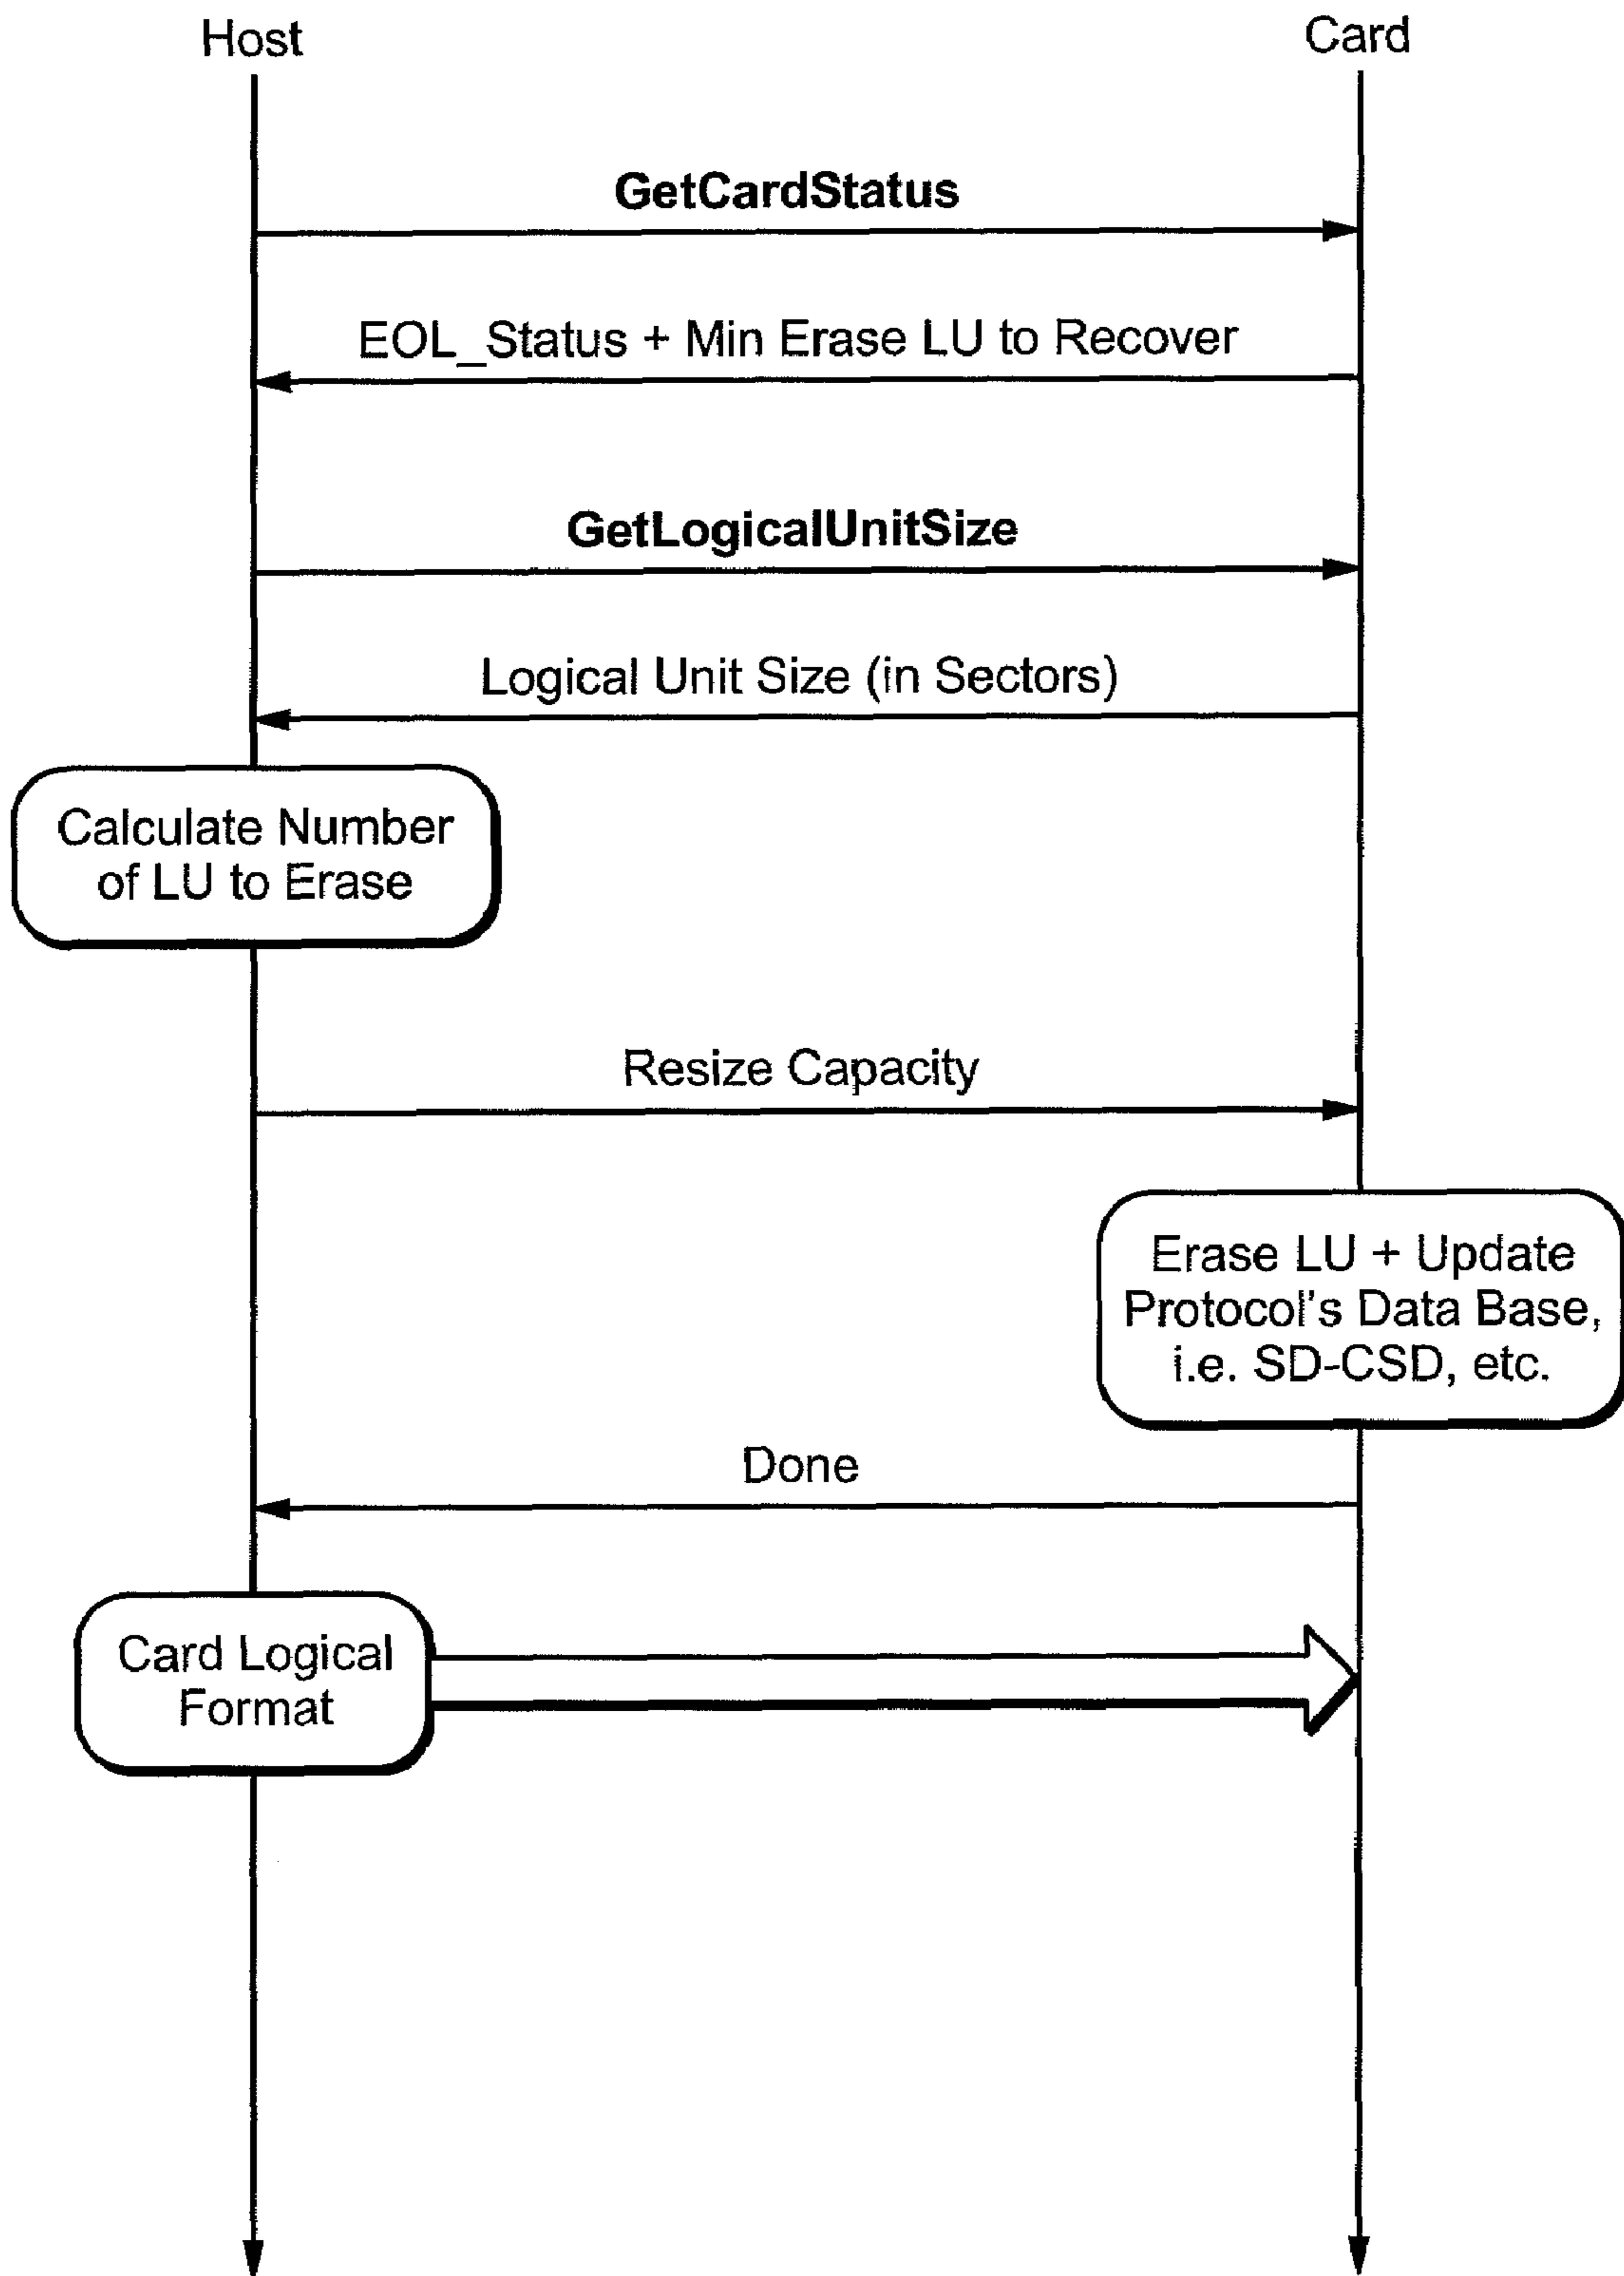 Host
Card
GetCardStatus
EOL_Status + Min Erase LU to Recover
GetLogicalUnitSize
Logical Unit Size (in Sectors)
Calculate Number
of LU to Erase
Resize Capacity
Erase LU + Update
Protocol's Data Base,
i.e. SD-CSD, etc.
Done
Card Logical
Format